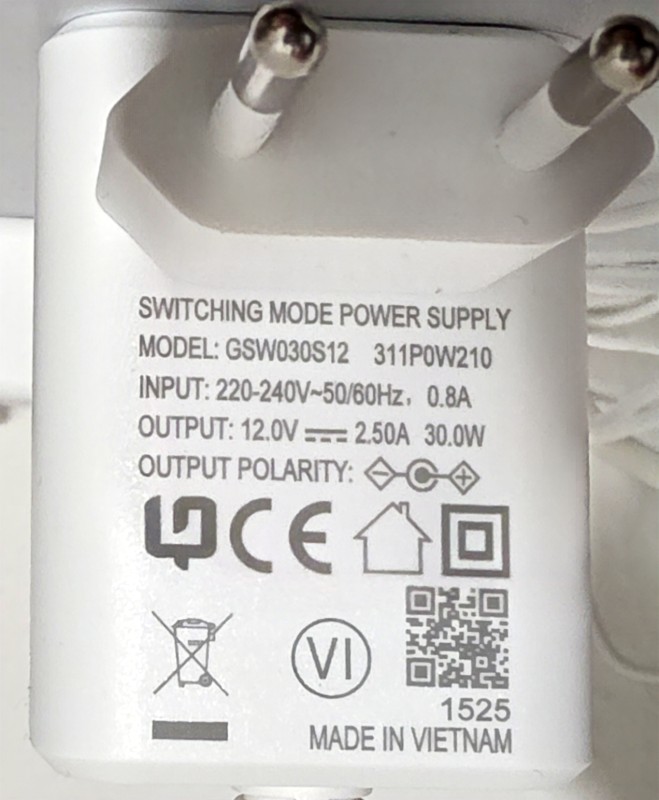 SWITCHING MODE POWER SUPPLY
MODEL: GSW030S12 311P0W210
INPUT: 220-240V~50/60Hz, 0.8A
OUTPUT: 12.0V ⎓ 2.50A 30.0W
OUTPUT POLARITY:
CE
VI
1525
MADE IN VIETNAM